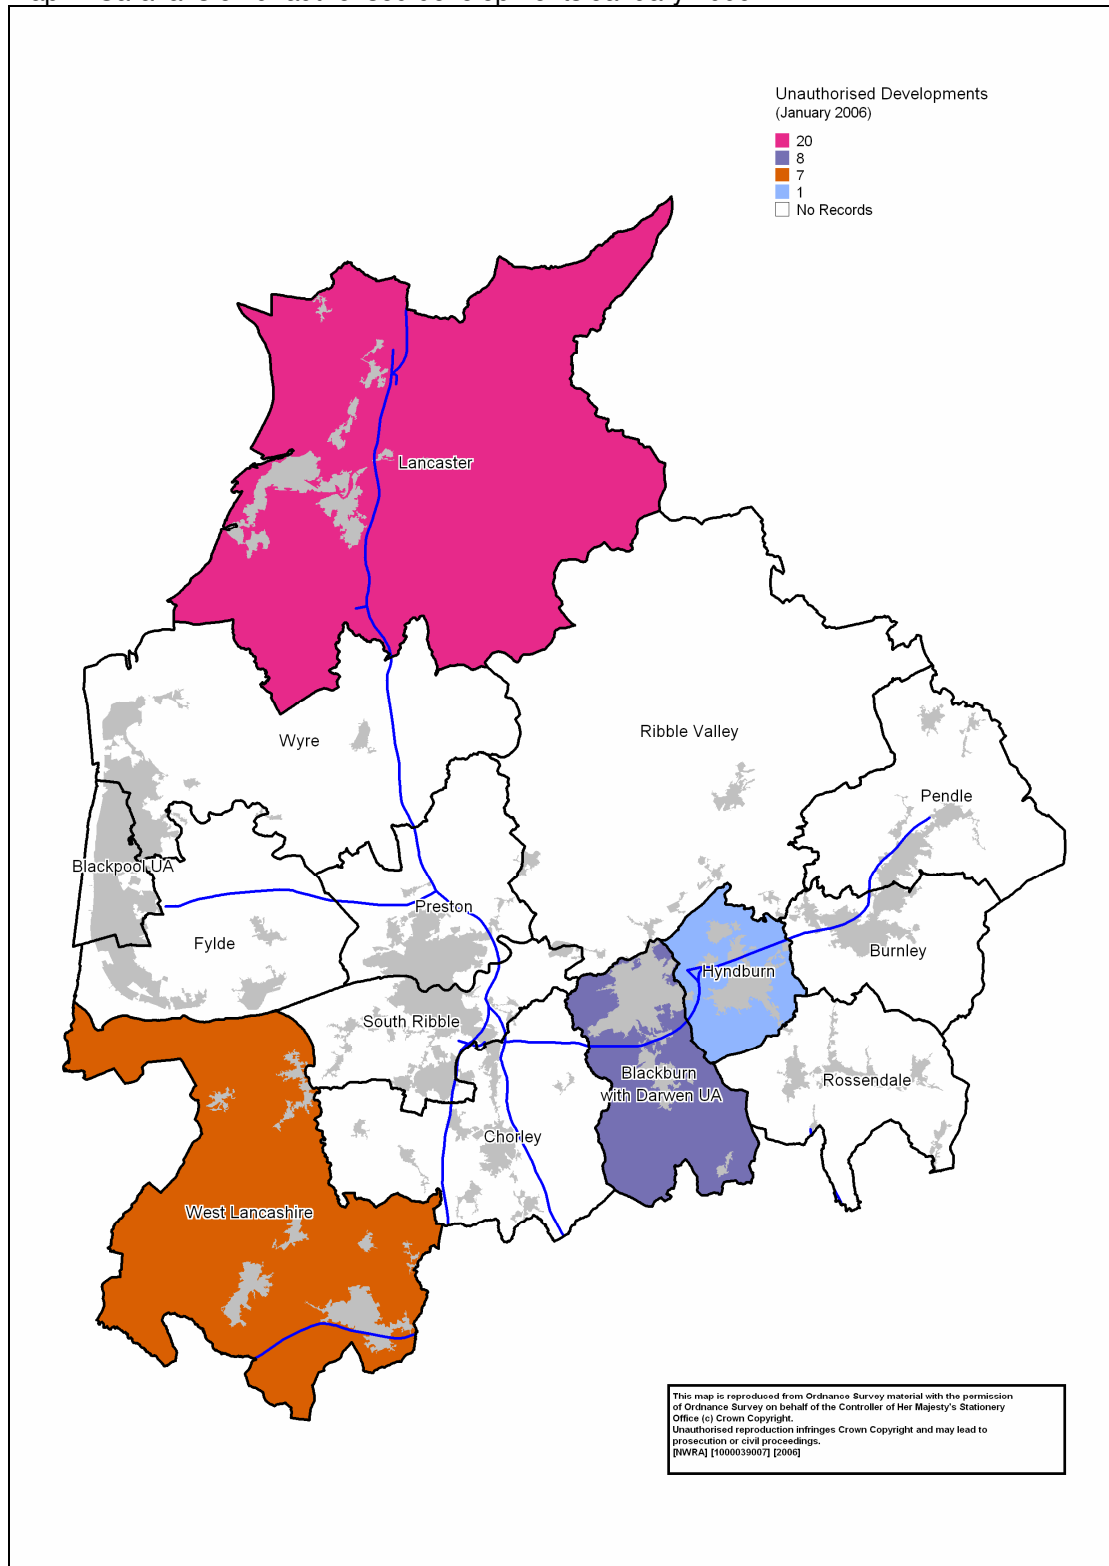 Unauthorised Developments
(January 2006)
20
8
7
1
No Records
Lancaster
Wyre
Ribble Valley
Pendle
Blackpool UA
Preston
Fylde
Burnley
Hyndburn
South Ribble
Blackburn
with Darwen UA
Rossendale
Chorley
West Lancashire
This map is reproduced from Ordnance Survey material with the permission
of Ordnance Survey on behalf of the Controller of Her Majesty's Stationery
Office (c) Crown Copyright.
Unauthorised reproduction infringes Crown Copyright and may lead to
prosecution or civil proceedings.
[NWRA] [1000039007] [2006]